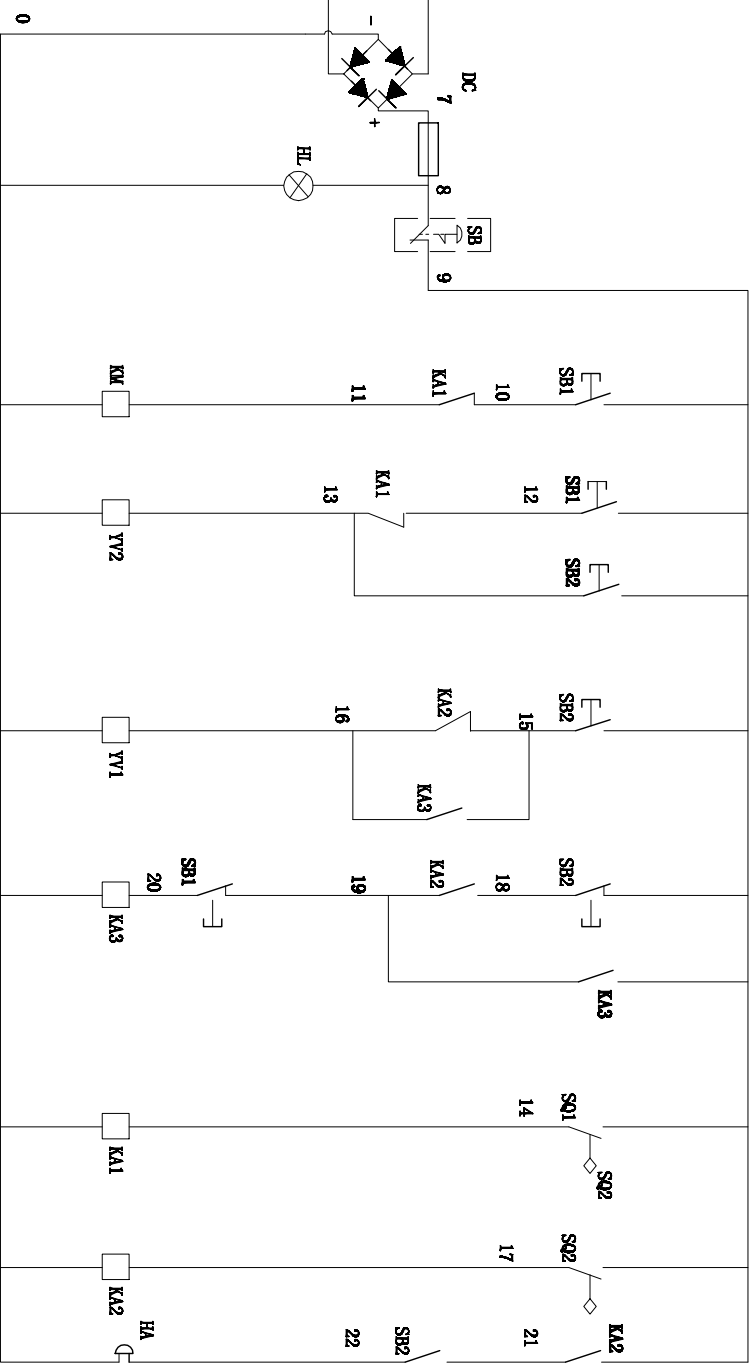 0
-
DC
7
+
HL
8
SB
9
KM
11
KA1
10
SB1
13
KA1
12
SB1
YV2
SB2
16
KA2
15
SB2
YV1
KA3
20
SB1
19
KA2
18
SB2
KA3
KA3
14
SQ1
KA1
SQ2
17
SQ2
KA2
HA
22
SB2
21
KA2